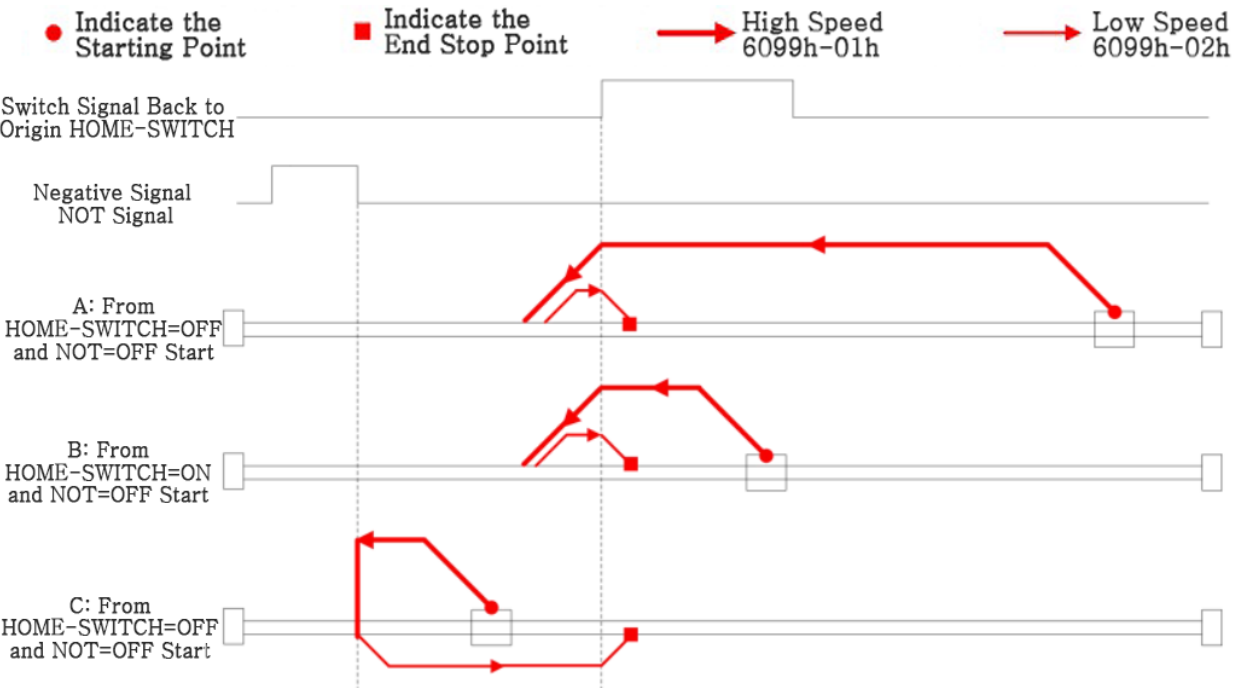 Indicate the
Starting Point
Indicate the
End Stop Point
High Speed
6099h-01h
Low Speed
6099h-02h
Switch Signal Back to
Origin HOME-SWITCH
Negative Signal
NOT Signal
A: From
HOME-SWITCH=OFF
and NOT=OFF Start
B: From
HOME-SWITCH=ON
and NOT=OFF Start
C: From
HOME-SWITCH=OFF
and NOT=OFF Start